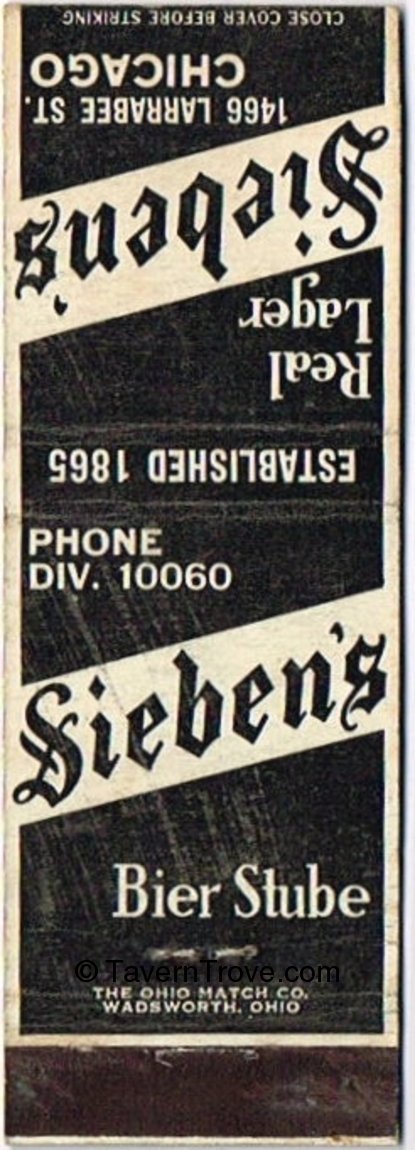 CLOSE COVER BEFORE STRIKING
1466 LARRABEE ST.
CHICAGO
Sieben's
Real
Lager
ESTABLISHED 1865
PHONE
DIV. 10060
Sieben's
Bier Stube
© TavernTrove.com
THE OHIO MATCH CO.
WADSWORTH, OHIO